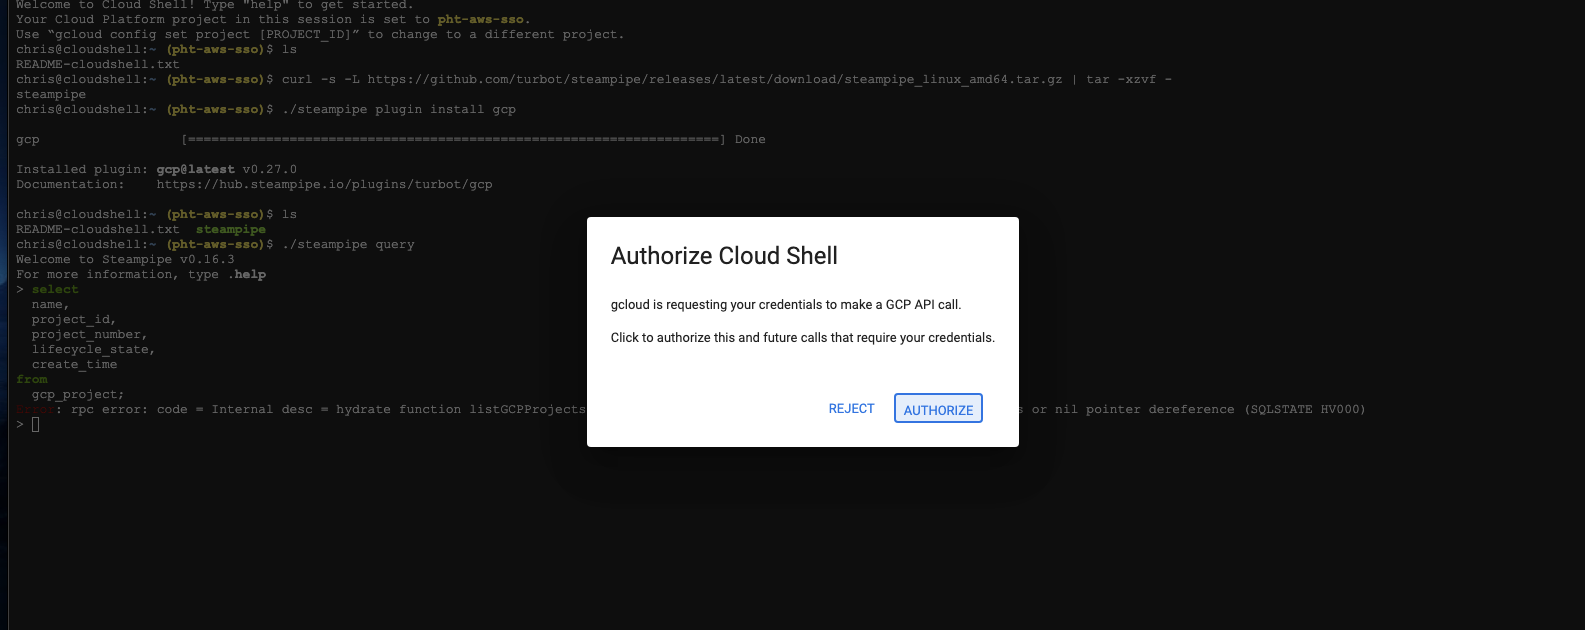 Welcome to Cloud Shell! Type "help" to get started.
Your Cloud Platform project in this session is set to pht-aws-sso.
Use “gcloud config set project [PROJECT_ID]” to change to a different project.
chris@cloudshell:~ (pht-aws-sso)$ ls
README-cloudshell.txt
chris@cloudshell:~ (pht-aws-sso)$ curl -s -L https://github.com/turbot/steampipe/releases/latest/download/steampipe_linux_amd64.tar.gz | tar -xzvf -
steampipe
chris@cloudshell:~ (pht-aws-sso)$ ./steampipe plugin install gcp
gcp [====================================================================] Done
Installed plugin: gcp@latest v0.27.0
Documentation: https://hub.steampipe.io/plugins/turbot/gcp
chris@cloudshell:~ (pht-aws-sso)$ ls
README-cloudshell.txt steampipe
chris@cloudshell:~ (pht-aws-sso)$ ./steampipe query
Welcome to Steampipe v0.16.3
For more information, type .help
> select
name,
project_id,
project_number,
lifecycle_state,
create_time
from
gcp_project;
Error: rpc error: code = Internal desc = hydrate function listGCPProjects or nil pointer dereference (SQLSTATE HV000)
>
Authorize Cloud Shell
gcloud is requesting your credentials to make a GCP API call.
Click to authorize this and future calls that require your credentials.
REJECT AUTHORIZE